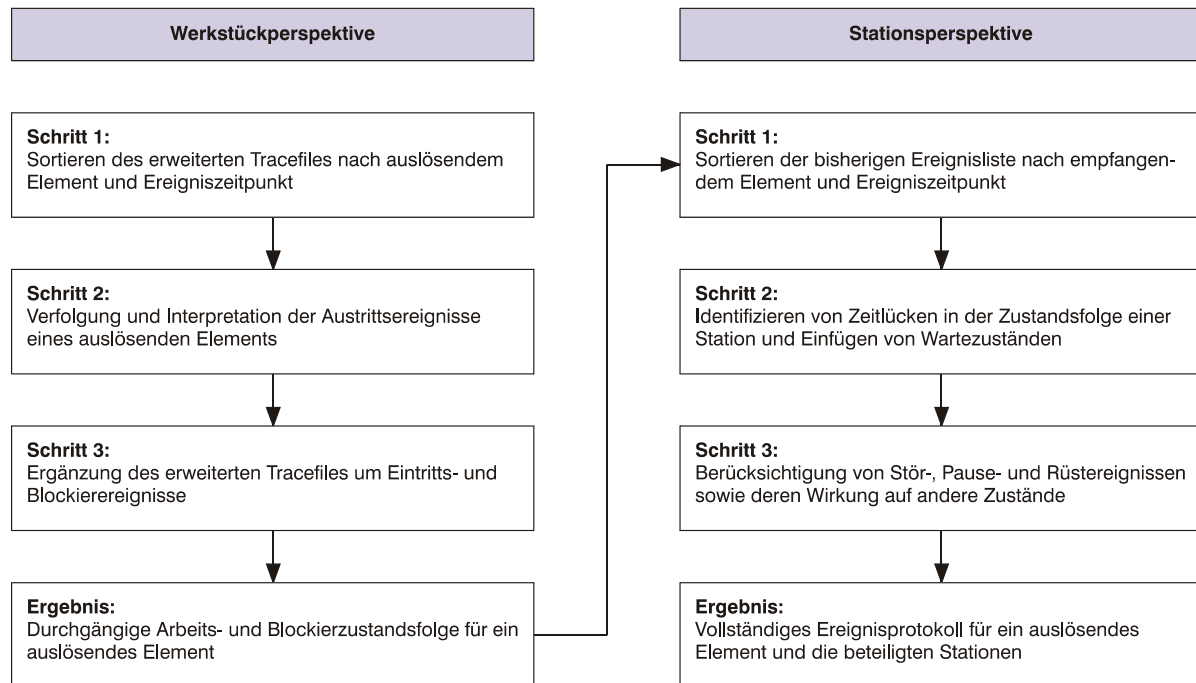 Werkstückperspektive
Schritt 1:
Sortieren des erweiterten Tracefiles nach auslösendem
Element und Ereigniszeitpunkt
Schritt 2:
Verfolgung und Interpretation der Austrittsereignisse
eines auslösenden Elements
Schritt 3:
Ergänzung des erweiterten Tracefiles um Eintritts- und
Blockierereignisse
Ergebnis:
Durchgängige Arbeits- und Blockierzustandsfolge für ein
auslösendes Element
Stationsperspektive
Schritt 1:
Sortieren der bisherigen Ereignisliste nach empfangen-
dem Element und Ereigniszeitpunkt
Schritt 2:
Identifizieren von Zeitlücken in der Zustandsfolge einer
Station und Einfügen von Wartezuständen
Schritt 3:
Berücksichtigung von Stör-, Pause- und Rüstereignissen
sowie deren Wirkung auf andere Zustände
Ergebnis:
Vollständiges Ereignisprotokoll für ein auslösendes
Element und die beteiligten Stationen